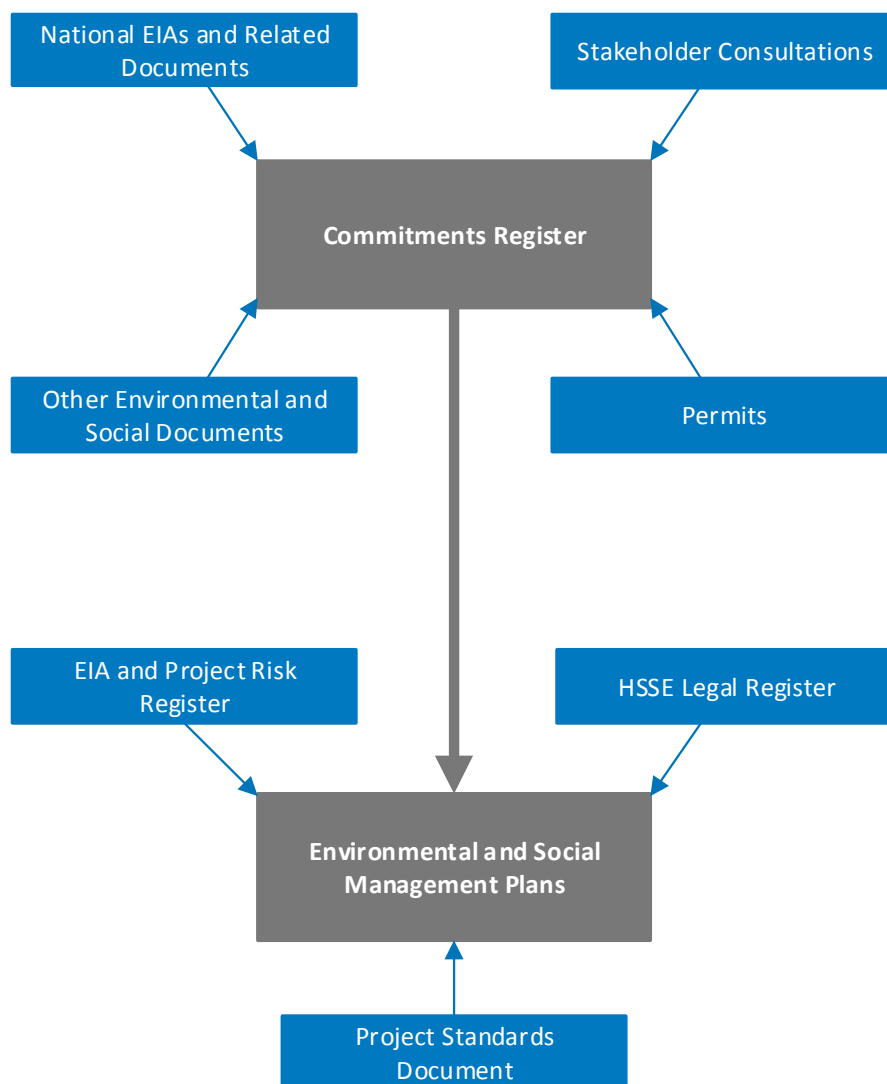 National EIAs and Related
Documents
Stakeholder Consultations
Commitments Register
Other Environmental and
Social Documents
Permits
EIA and Project Risk
Register
HSSE Legal Register
Environmental and Social
Management Plans
Project Standards
Document